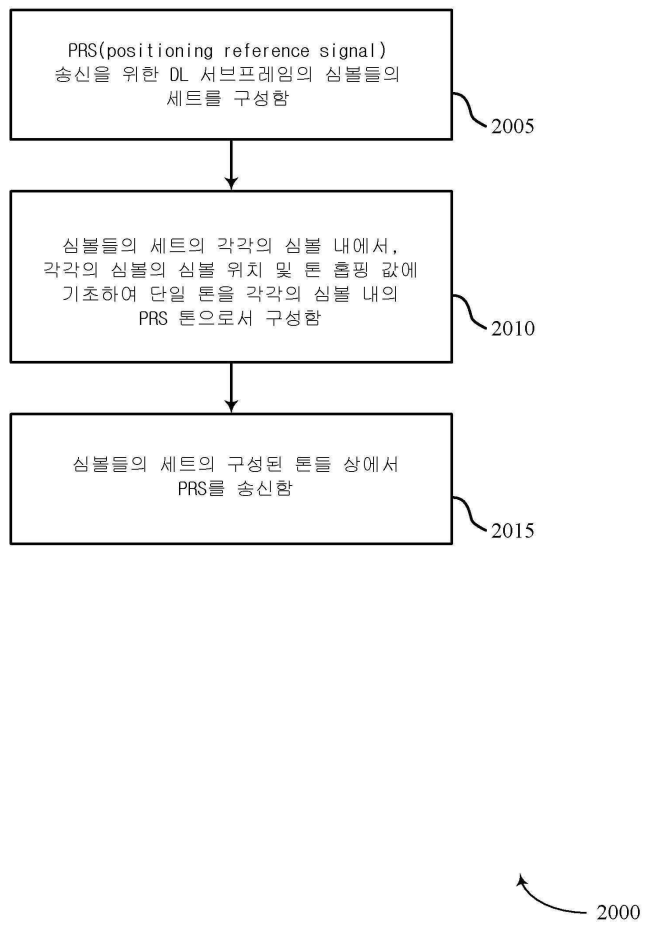 PRS(positioning reference signal)
송신을 위한 DL 서브프레임의 심볼들의
세트를 구성함
2005
심볼들의 세트의 각각의 심볼 내에서,
각각의 심볼의 심볼 위치 및 톤 홉핑 값에
기초하여 단일 톤을 각각의 심볼 내의
PRS 톤으로서 구성함
2010
심볼들의 세트의 구성된 톤들 상에서
PRS를 송신함
2015
2000